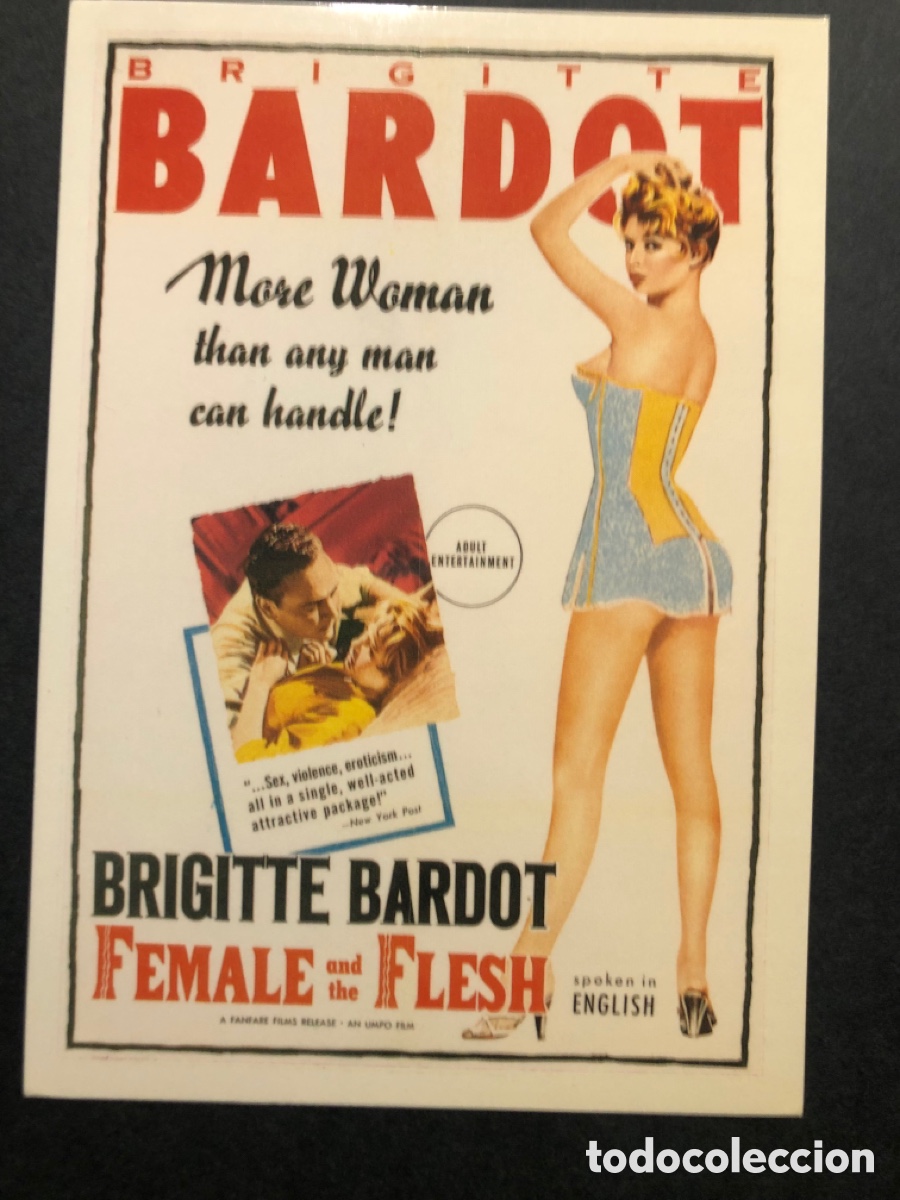 BRIGITTE
BARDOT
More Woman
than any man
can handle!
ADULT
ENTERTAINMENT
"...Sex, violence, eroticism...
all in a single, well-acted
attractive package!"
—New York Post
BRIGITTE BARDOT
FEMALE and the FLESH
spoken in
ENGLISH
A FANFARE FILMS RELEASE · AN UMPO FILM
todocoleccion